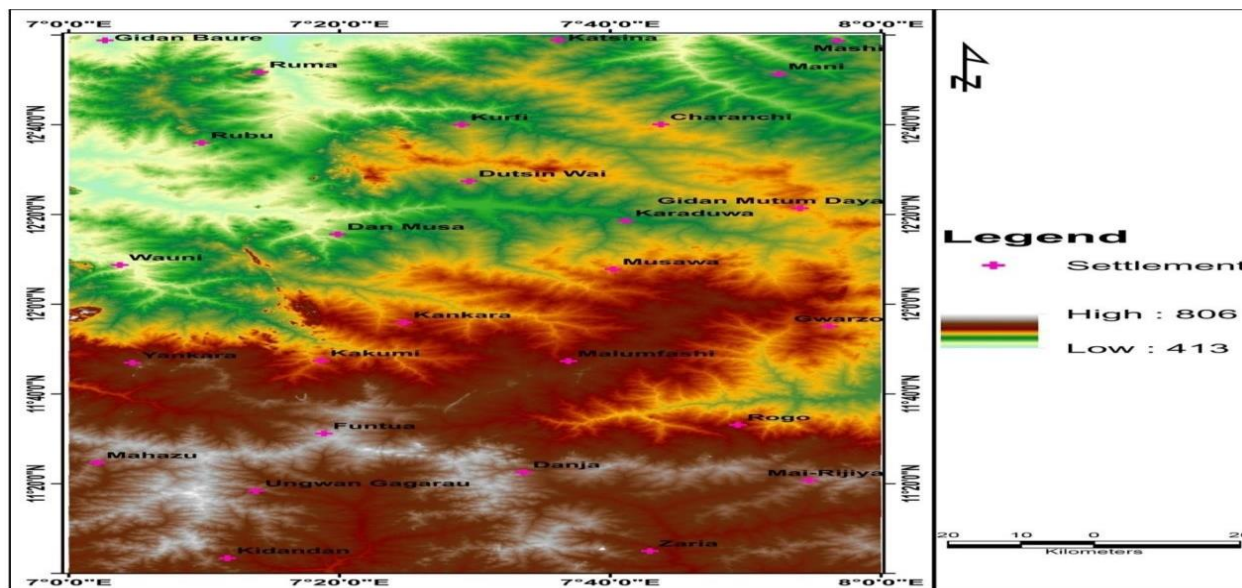 7°0'0"E 7°20'0"E 7°40'0"E 8°0'0"E
Gidan Baure
Katsina
Mashi
Ruma
Mani
12°40'0"N
Kurfi
Charanchi
12°40'0"N
Rubu
Dutsin Wai
Gidan Mutum Daya
12°20'0"N
Karaduwa
12°20'0"N
Dan Musa
Wauni
Musawa
12°0'0"N
Kankara
Gwarzo
12°0'0"N
Yankara
Kakumi
Malumfashi
11°40'0"N
Rogo
11°40'0"N
Funtua
Mahazu
Danja
Mai-Rijiya
11°20'0"N
Ungwan Gagarau
11°20'0"N
Kidandan
Zaria
7°0'0"E 7°20'0"E 7°40'0"E 8°0'0"E
N
Legend
Settlement
High : 806
Low : 413
20 10 0 20
Kilometers